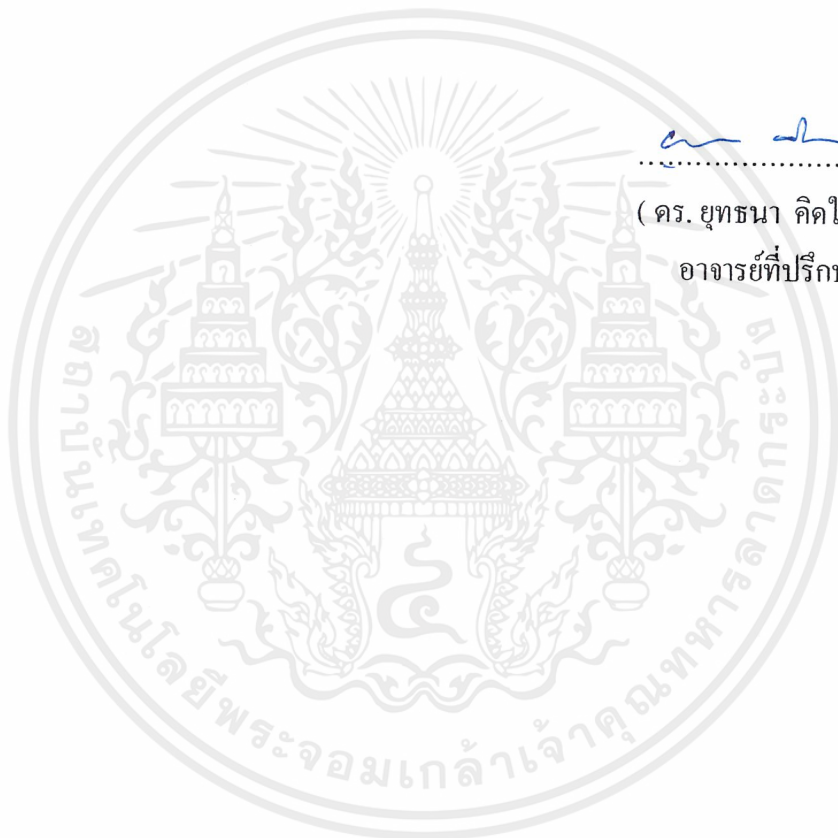 ( ดร. ยุทธนา คิดใ
อาจารย์ที่ปรึก
สถาบันเทคโนโลยีพระจอมเกล้าเจ้าคุณทหารลาดกระบัง
๔